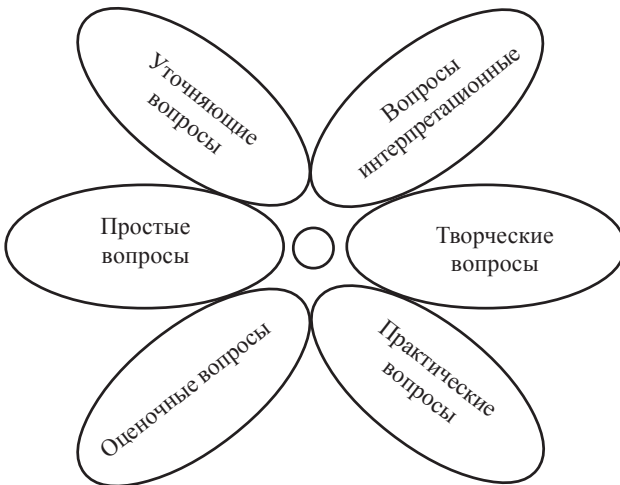 Уточняющие
вопросы
Вопросы
интерпретационные
Простые
вопросы
Творческие
вопросы
Оценочные вопросы
Практические
вопросы